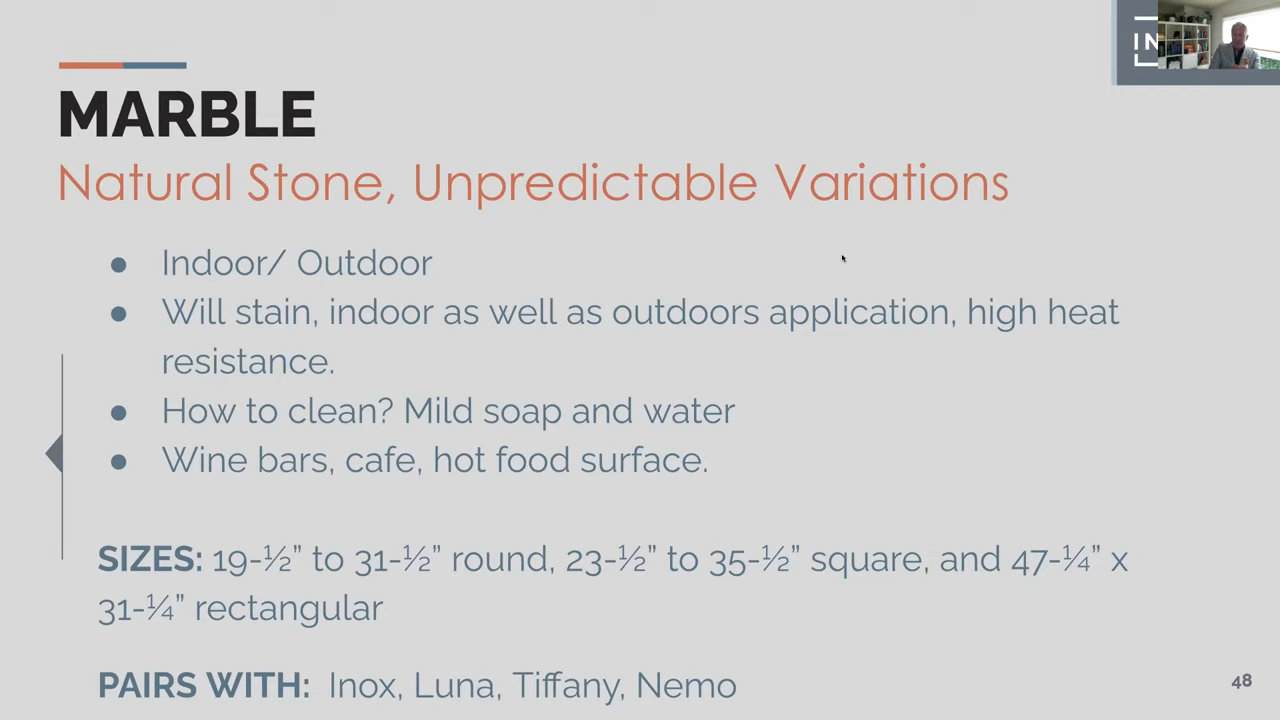 IN
MARBLE
Natural Stone, Unpredictable Variations
● Indoor/ Outdoor
● Will stain, indoor as well as outdoors application, high heat
resistance.
● How to clean? Mild soap and water
● Wine bars, cafe, hot food surface.
SIZES: 19-½” to 31-½” round, 23-½” to 35-½” square, and 47-¼” x
31-¼” rectangular
PAIRS WITH: Inox, Luna, Tiffany, Nemo
48